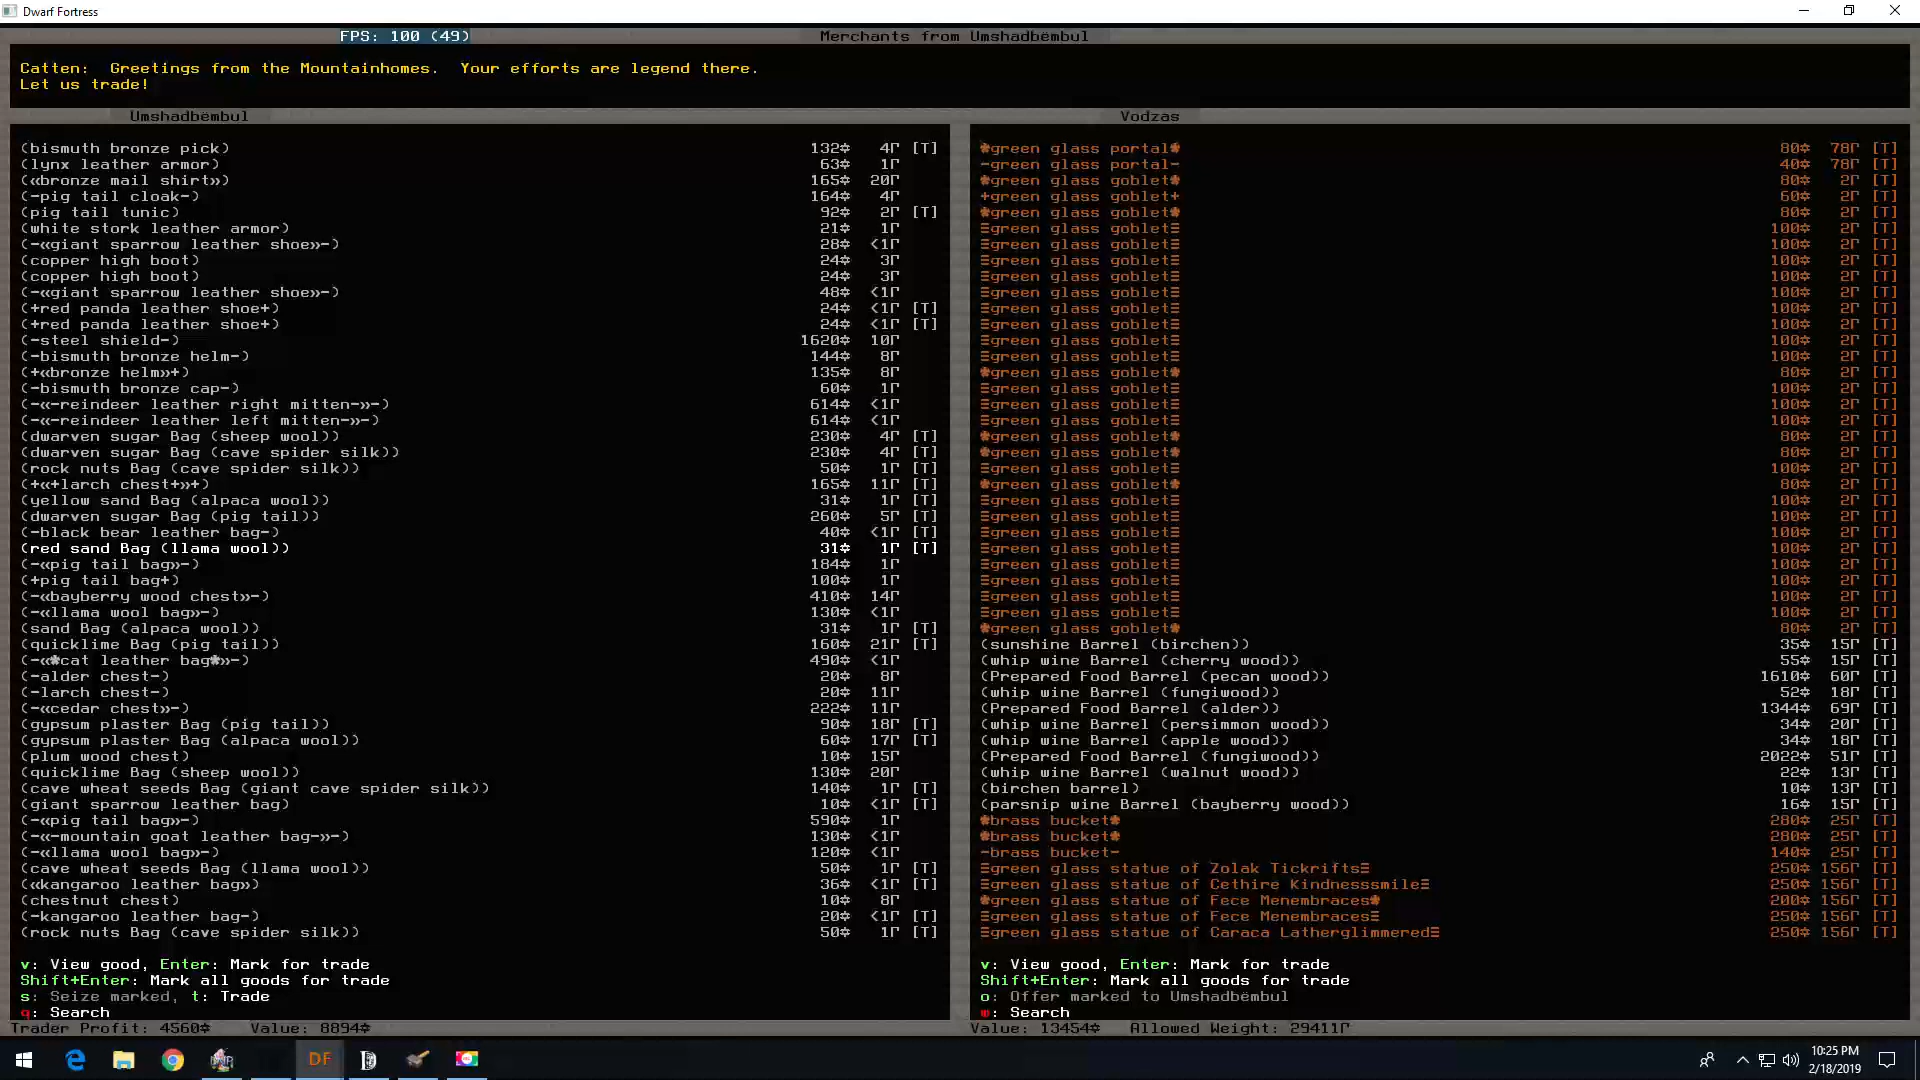 Dwarf Fortress
FPS: 100 (49)
Merchants from Umshadbëmbul
Catten: Greetings from the Mountainhomes. Your efforts are legend there.
Let us trade!
Umshadbëmbul
(bismuth bronze pick) 132☼ 4Γ [T]
(lynx leather armor) 63☼ 1Γ
(«bronze mail shirt») 165☼ 20Γ
(-pig tail cloak-) 164☼ 4Γ
(pig tail tunic) 92☼ 2Γ [T]
(white stork leather armor) 21☼ 1Γ
(-«giant sparrow leather shoe»-) 28☼ <1Γ
(copper high boot) 24☼ 3Γ
(copper high boot) 24☼ 3Γ
(-«giant sparrow leather shoe»-) 48☼ <1Γ
(+red panda leather shoe+) 24☼ <1Γ [T]
(+red panda leather shoe+) 24☼ <1Γ [T]
(-steel shield-) 1620☼ 10Γ
(-bismuth bronze helm-) 144☼ 8Γ
(+«bronze helm»+) 135☼ 8Γ
(-bismuth bronze cap-) 60☼ 1Γ
(-«-reindeer leather right mitten-»-) 614☼ <1Γ
(-«-reindeer leather left mitten-»-) 614☼ <1Γ
(dwarven sugar Bag (sheep wool)) 230☼ 4Γ [T]
(dwarven sugar Bag (cave spider silk)) 230☼ 4Γ [T]
(rock nuts Bag (cave spider silk)) 50☼ 1Γ [T]
(+«+larch chest+»+) 165☼ 11Γ [T]
(yellow sand Bag (alpaca wool)) 31☼ 1Γ [T]
(dwarven sugar Bag (pig tail)) 260☼ 5Γ [T]
(-black bear leather bag-) 40☼ <1Γ [T]
(red sand Bag (llama wool)) 31☼ 1Γ [T]
(-«pig tail bag»-) 184☼ 1Γ
(+pig tail bag+) 100☼ 1Γ
(-«bayberry wood chest»-) 410☼ 14Γ
(-«llama wool bag»-) 130☼ <1Γ
(sand Bag (alpaca wool)) 31☼ 1Γ [T]
(quicklime Bag (pig tail)) 160☼ 21Γ [T]
(-«*cat leather bag*»-) 490☼ <1Γ
(-alder chest-) 20☼ 8Γ
(-larch chest-) 20☼ 11Γ
(-«cedar chest»-) 222☼ 11Γ
(gypsum plaster Bag (pig tail)) 90☼ 18Γ [T]
(gypsum plaster Bag (alpaca wool)) 60☼ 17Γ [T]
(plum wood chest) 10☼ 15Γ
(quicklime Bag (sheep wool)) 130☼ 20Γ
(cave wheat seeds Bag (giant cave spider silk)) 140☼ 1Γ [T]
(giant sparrow leather bag) 10☼ <1Γ [T]
(-«pig tail bag»-) 590☼ 1Γ
(-«-mountain goat leather bag-»-) 130☼ <1Γ
(-«llama wool bag»-) 120☼ <1Γ
(cave wheat seeds Bag (llama wool)) 50☼ 1Γ [T]
(«kangaroo leather bag») 36☼ <1Γ [T]
(chestnut chest) 10☼ 8Γ
(-kangaroo leather bag-) 20☼ <1Γ [T]
(rock nuts Bag (cave spider silk)) 50☼ 1Γ [T]
v: View good, Enter: Mark for trade
Shift+Enter: Mark all goods for trade
s: Seize marked, t: Trade
q: Search
Trader Profit: 4560☼ Value: 8894☼
Vodzas
*green glass portal* 80☼ 78Γ [T]
-green glass portal- 40☼ 78Γ [T]
*green glass goblet* 80☼ 2Γ [T]
+green glass goblet+ 60☼ 2Γ [T]
*green glass goblet* 80☼ 2Γ [T]
≡green glass goblet≡ 100☼ 2Γ [T]
≡green glass goblet≡ 100☼ 2Γ [T]
≡green glass goblet≡ 100☼ 2Γ [T]
≡green glass goblet≡ 100☼ 2Γ [T]
≡green glass goblet≡ 100☼ 2Γ [T]
≡green glass goblet≡ 100☼ 2Γ [T]
≡green glass goblet≡ 100☼ 2Γ [T]
≡green glass goblet≡ 100☼ 2Γ [T]
≡green glass goblet≡ 100☼ 2Γ [T]
*green glass goblet* 80☼ 2Γ [T]
≡green glass goblet≡ 100☼ 2Γ [T]
≡green glass goblet≡ 100☼ 2Γ [T]
≡green glass goblet≡ 100☼ 2Γ [T]
*green glass goblet* 80☼ 2Γ [T]
*green glass goblet* 80☼ 2Γ [T]
≡green glass goblet≡ 100☼ 2Γ [T]
*green glass goblet* 80☼ 2Γ [T]
≡green glass goblet≡ 100☼ 2Γ [T]
≡green glass goblet≡ 100☼ 2Γ [T]
≡green glass goblet≡ 100☼ 2Γ [T]
≡green glass goblet≡ 100☼ 2Γ [T]
≡green glass goblet≡ 100☼ 2Γ [T]
≡green glass goblet≡ 100☼ 2Γ [T]
≡green glass goblet≡ 100☼ 2Γ [T]
≡green glass goblet≡ 100☼ 2Γ [T]
*green glass goblet* 80☼ 2Γ [T]
(sunshine Barrel (birchen)) 35☼ 15Γ [T]
(whip wine Barrel (cherry wood)) 55☼ 15Γ [T]
(Prepared Food Barrel (pecan wood)) 1610☼ 60Γ [T]
(whip wine Barrel (fungiwood)) 52☼ 18Γ [T]
(Prepared Food Barrel (alder)) 1344☼ 69Γ [T]
(whip wine Barrel (persimmon wood)) 34☼ 20Γ [T]
(whip wine Barrel (apple wood)) 34☼ 18Γ [T]
(Prepared Food Barrel (fungiwood)) 2022☼ 51Γ [T]
(whip wine Barrel (walnut wood)) 22☼ 13Γ [T]
(birchen barrel) 10☼ 13Γ [T]
(parsnip wine Barrel (bayberry wood)) 16☼ 15Γ [T]
*brass bucket* 280☼ 25Γ [T]
*brass bucket* 280☼ 25Γ [T]
-brass bucket- 140☼ 25Γ [T]
≡green glass statue of Zolak Tickrifts≡ 250☼ 156Γ [T]
≡green glass statue of Cethire Kindnesssmile≡ 250☼ 156Γ [T]
*green glass statue of Fece Menembraces* 200☼ 156Γ [T]
≡green glass statue of Fece Menembraces≡ 250☼ 156Γ [T]
≡green glass statue of Caraca Latherglimmered≡ 250☼ 156Γ [T]
v: View good, Enter: Mark for trade
Shift+Enter: Mark all goods for trade
o: Offer marked to Umshadbëmbul
w: Search
Value: 13454☼ Allowed Weight: 29411Γ
DF
10:25 PM
2/18/2019